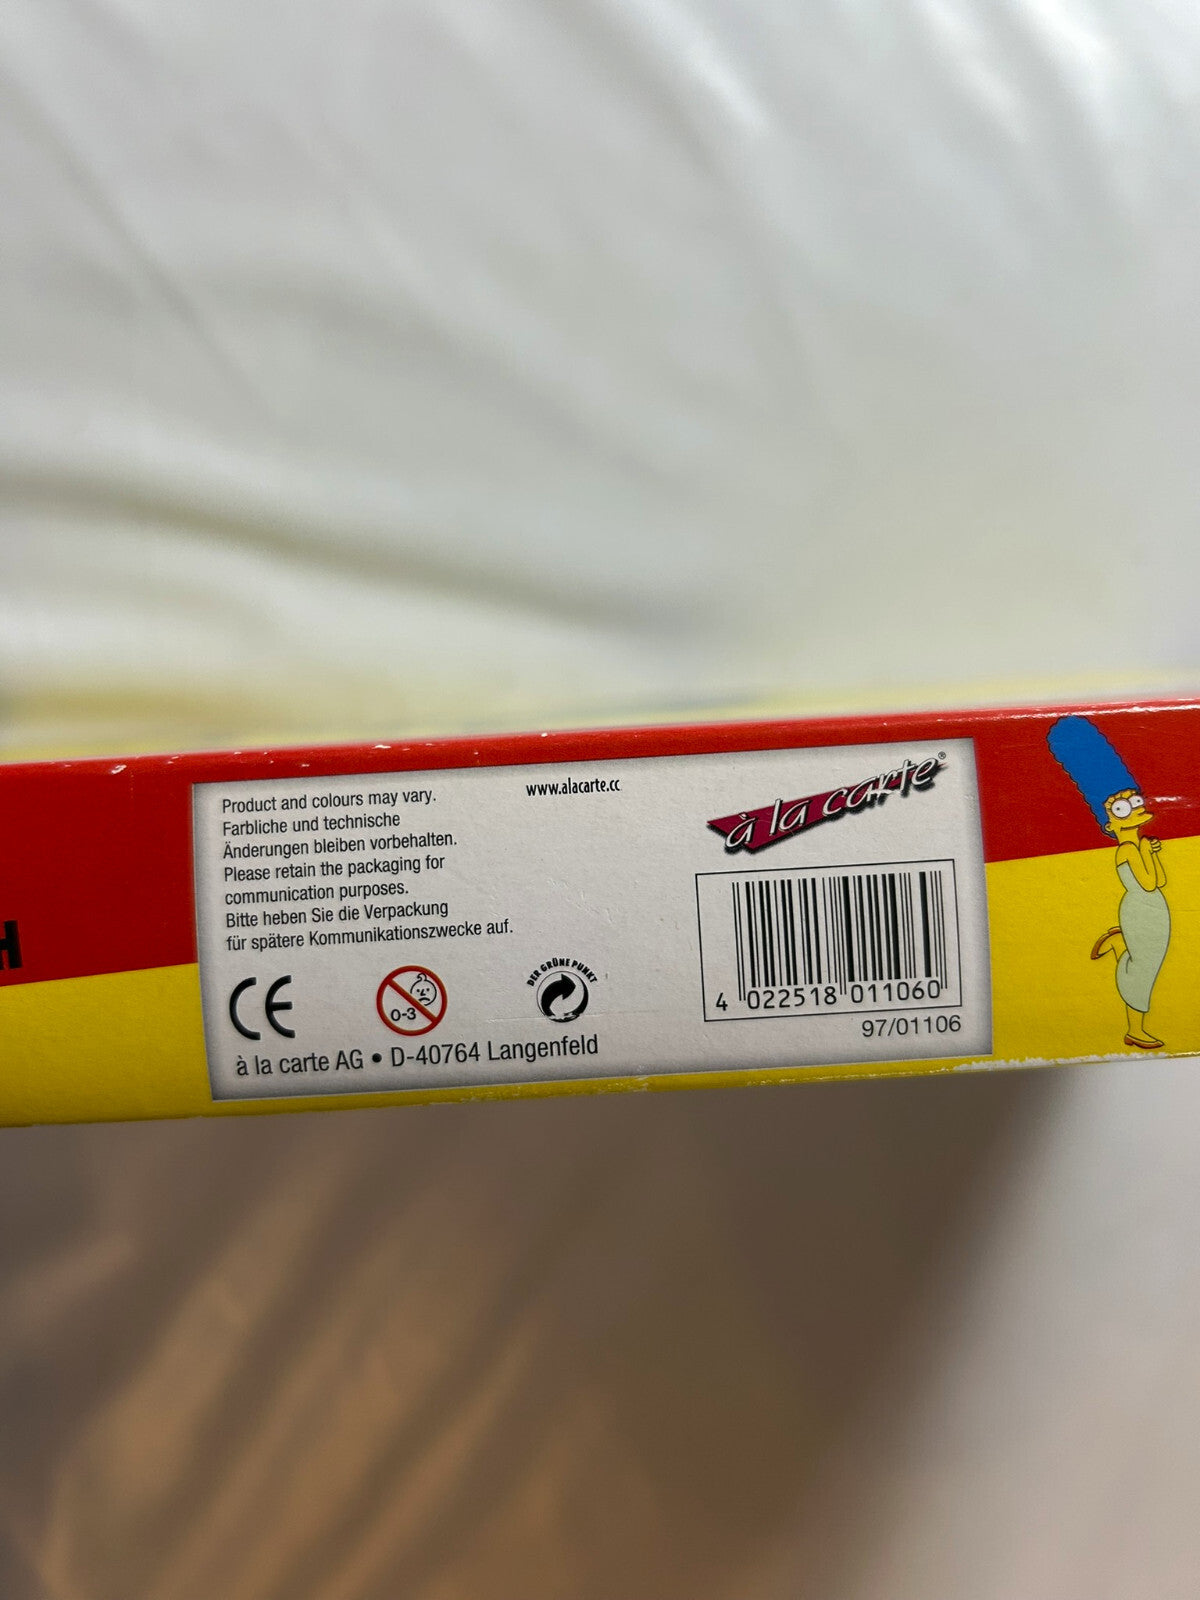 Product and colours may vary.
Farbliche und technische
Änderungen bleiben vorbehalten.
Please retain the packaging for
communication purposes.
Bitte heben Sie die Verpackung
für spätere Kommunikationszwecke auf.
www.alacarte.cc
à la carte®
CE
0-3
DER GRÜNE PUNKT
à la carte AG • D-40764 Langenfeld
4 022518 011060
97/01106
H